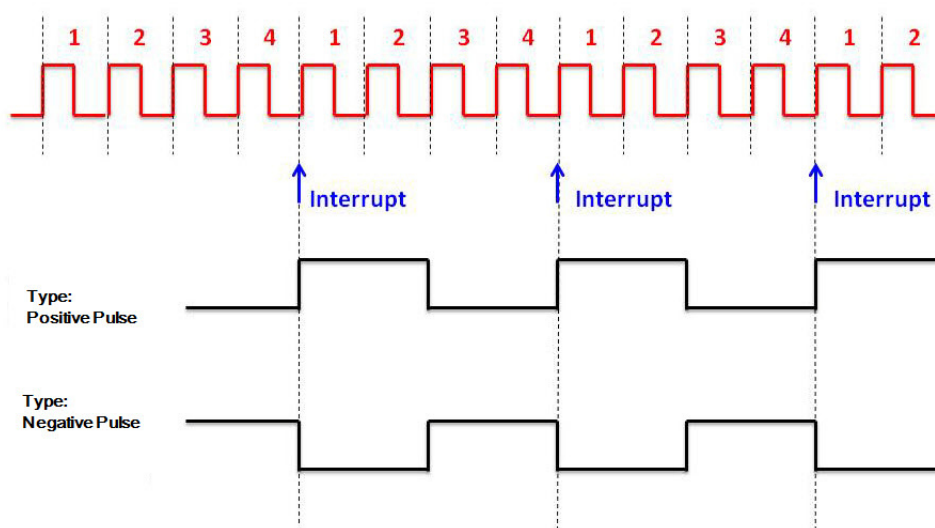 1 2 3 4 1 2 3 4 1 2 3 4 1 2
Interrupt Interrupt Interrupt
Type:
Positive Pulse
Type:
Negative Pulse